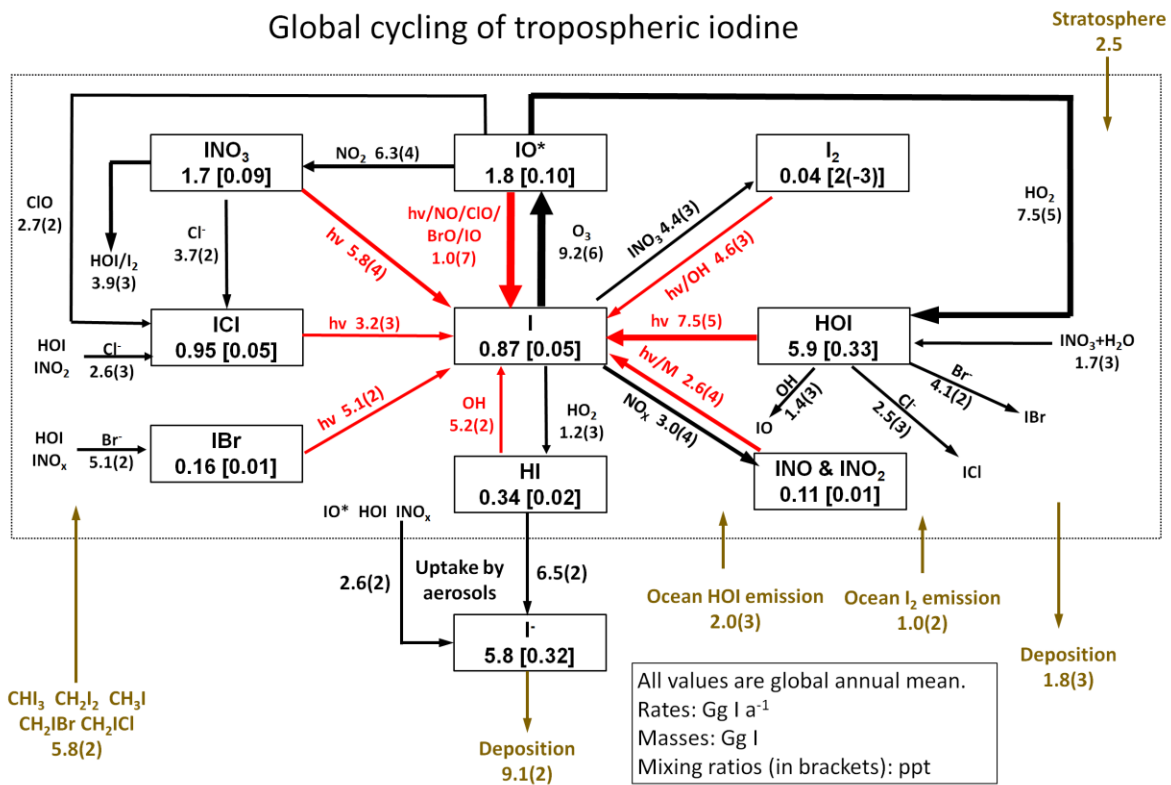 Global cycling of tropospheric iodine
Stratosphere
2.5
INO₃
1.7 [0.09]
NO₂ 6.3(4)
IO*
1.8 [0.10]
I₂
0.04 [2(-3)]
HO₂
7.5(5)
ClO
2.7(2)
HOI/I₂
3.9(3)
Cl⁻
3.7(2)
hv 5.8(4)
hv/NO/ClO/
BrO/IO
1.0(7)
O₃
9.2(6)
INO₃ 4.4(3)
hv/OH 4.6(3)
HOI
INO₂
Cl⁻
2.6(3)
ICl
0.95 [0.05]
hv 3.2(3)
I
0.87 [0.05]
hv 7.5(5)
HOI
5.9 [0.33]
INO₃+H₂O
1.7(3)
hv/M 2.6(4)
NOₓ 3.0(4)
OH
1.4(3)
IO
Cl⁻
2.5(3)
ICl
Br⁻
4.1(2)
IBr
HOI
INOₓ
Br⁻
5.1(2)
IBr
0.16 [0.01]
hv 5.1(2)
OH
5.2(2)
HO₂
1.2(3)
HI
0.34 [0.02]
INO & INO₂
0.11 [0.01]
IO* HOI INOₓ
2.6(2)
Uptake by
aerosols
6.5(2)
I⁻
5.8 [0.32]
Ocean HOI emission
2.0(3)
Ocean I₂ emission
1.0(2)
Deposition
1.8(3)
CHI₃ CH₂I₂ CH₃I
CH₂IBr CH₂ICl
5.8(2)
Deposition
9.1(2)
All values are global annual mean.
Rates: Gg I a⁻¹
Masses: Gg I
Mixing ratios (in brackets): ppt